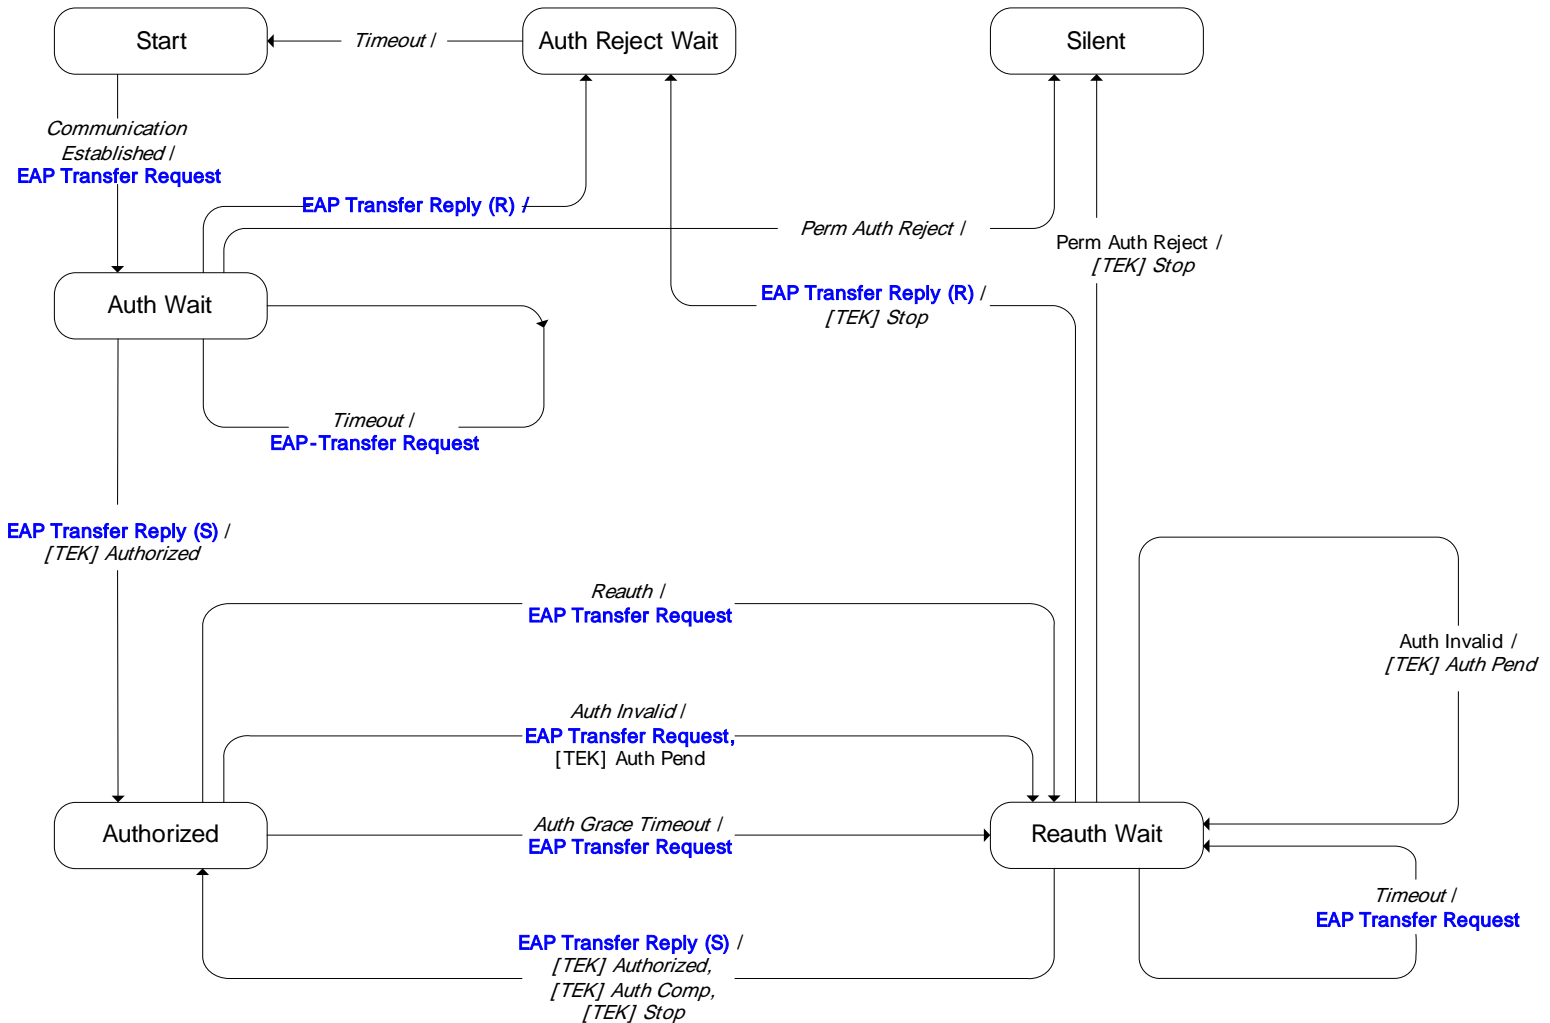 Start
Timeout /
Auth Reject Wait
Silent
Communication
Established /
EAP Transfer Request
EAP Transfer Reply (R) /
Perm Auth Reject /
Perm Auth Reject /
[TEK] Stop
Auth Wait
EAP Transfer Reply (R) /
[TEK] Stop
Timeout /
EAP-Transfer Request
EAP Transfer Reply (S) /
[TEK] Authorized
Reauth /
EAP Transfer Request
Auth Invalid /
[TEK] Auth Pend
Auth Invalid /
EAP Transfer Request,
[TEK] Auth Pend
Authorized
Auth Grace Timeout /
EAP Transfer Request
Reauth Wait
Timeout /
EAP Transfer Request
EAP Transfer Reply (S) /
[TEK] Authorized,
[TEK] Auth Comp,
[TEK] Stop